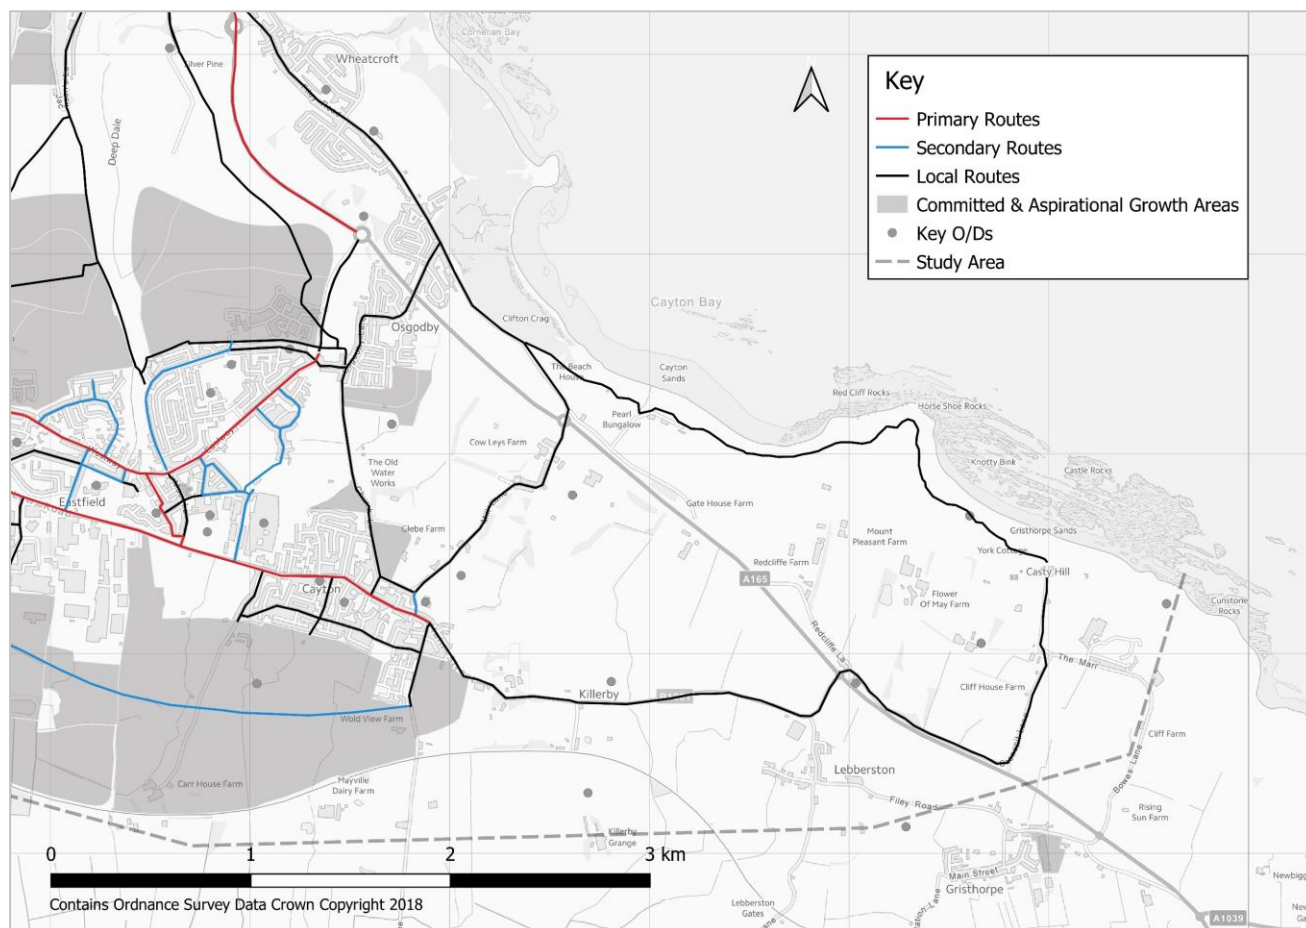 Cornelian Bay
Silver Pine
Wheatcroft
Deep Dale
Key
Primary Routes
Secondary Routes
Local Routes
Committed & Aspirational Growth Areas
Key O/Ds
Study Area
Cayton Bay
Clifton Crag
Osgodby
The Beach
House
Cayton
Sands
Red Cliff Rocks
Horse Shoe Rocks
Pearl
Bungalow
Cow Leys Farm
The Old
Water
Works
Knotty Bink
Castle Rocks
Eastfield
Gate House Farm
Glebe Farm
Mount
Pleasant Farm
Gristhorpe Sands
York Cottage
Redcliffe Farm
A165
Casty Hill
Cayton
Flower
Of May Farm
Cunstone
Rocks
Redcliffe La
The Marr
Killerby
Cliff House Farm
Wold View Farm
Cliff Farm
Lebberston
Carr House Farm
Mayville
Dairy Farm
Filey Road
Bowes Lane
Rising
Sun Farm
Killerby
Grange
0 1 2 3 km
Main Street
Gristhorpe
Contains Ordnance Survey Data Crown Copyright 2018
Lebberston
Gates
A1039